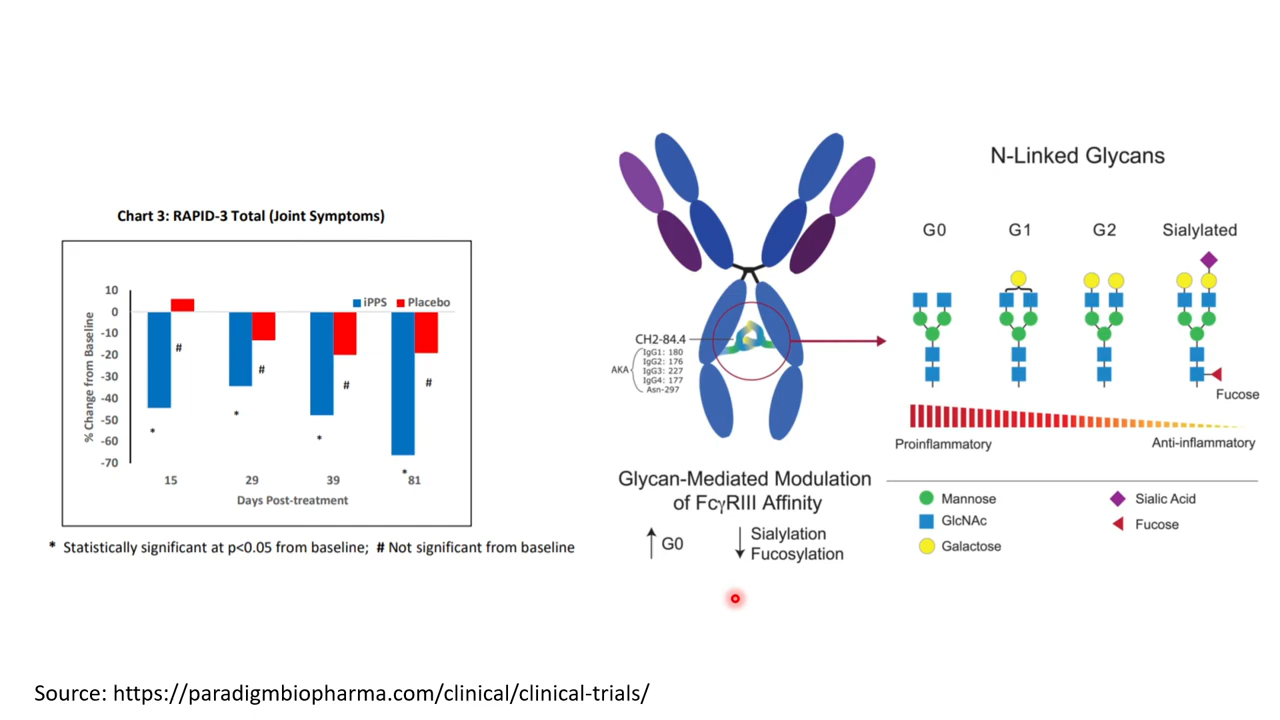 Chart 3: RAPID-3 Total (Joint Symptoms)
10
0
-10
-20
-30
-40
-50
-60
-70
% Change from Baseline
iPPS
Placebo
#
#
#
#
*
*
*
*
15
29
39
81
Days Post-treatment
* Statistically significant at p<0.05 from baseline; # Not significant from baseline
CH2-84.4
AKA
IgG1: 180
IgG2: 176
IgG3: 227
IgG4: 177
Asn-297
Glycan-Mediated Modulation
of FcγRIII Affinity
G0
Sialylation
Fucosylation
N-Linked Glycans
G0
G1
G2
Sialylated
Fucose
Proinflammatory
Anti-inflammatory
Mannose
GlcNAc
Galactose
Sialic Acid
Fucose
Source: https://paradigmbiopharma.com/clinical/clinical-trials/